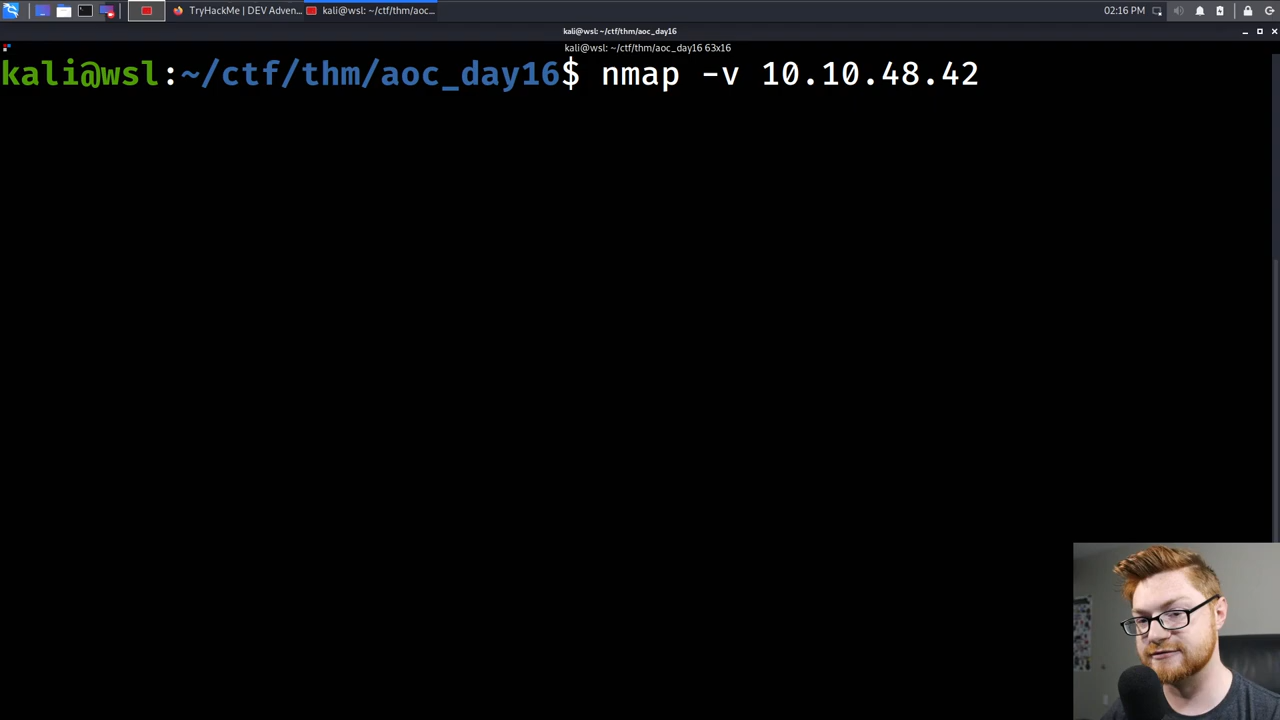 TryHackMe | DEV Adven...
kali@wsl: ~/ctf/thm/aoc...
02:16 PM
kali@wsl: ~/ctf/thm/aoc_day16
kali@wsl: ~/ctf/thm/aoc_day16 63x16
kali@wsl:~/ctf/thm/aoc_day16$ nmap -v 10.10.48.42